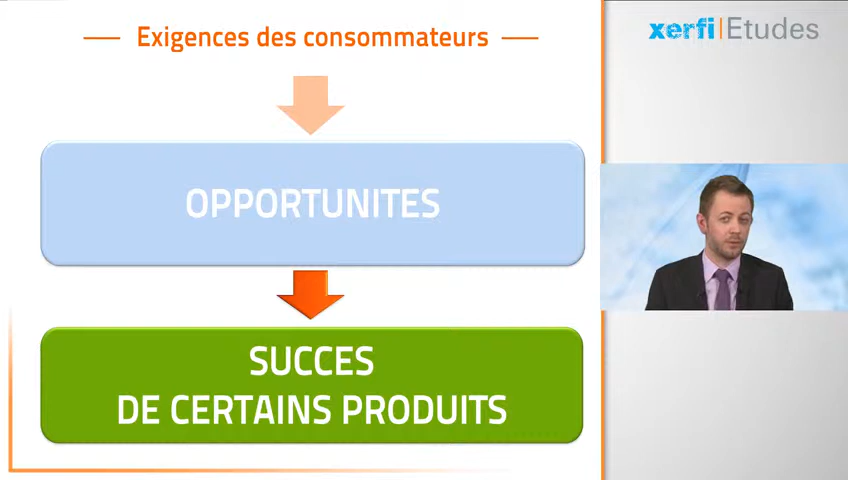 Exigences des consommateurs
OPPORTUNITES
SUCCES
DE CERTAINS PRODUITS
xerfi Etudes